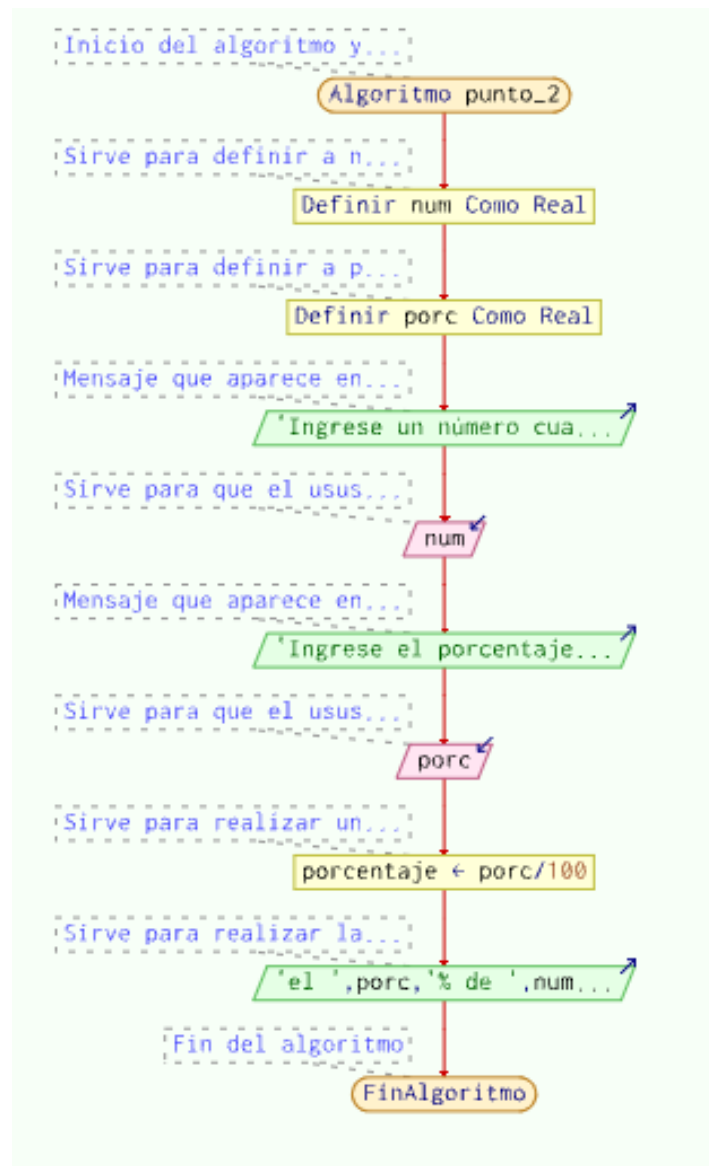 Inicio del algoritmo y...
Algoritmo punto_2
Sirve para definir a n...
Definir num Como Real
Sirve para definir a p...
Definir porc Como Real
Mensaje que aparece en...
'Ingrese un número cua...
Sirve para que el usus...
num
Mensaje que aparece en...
'Ingrese el porcentaje...
Sirve para que el usus...
porc
Sirve para realizar un...
porcentaje ← porc/100
Sirve para realizar la...
'el ',porc,'% de ',num...
Fin del algoritmo
FinAlgoritmo